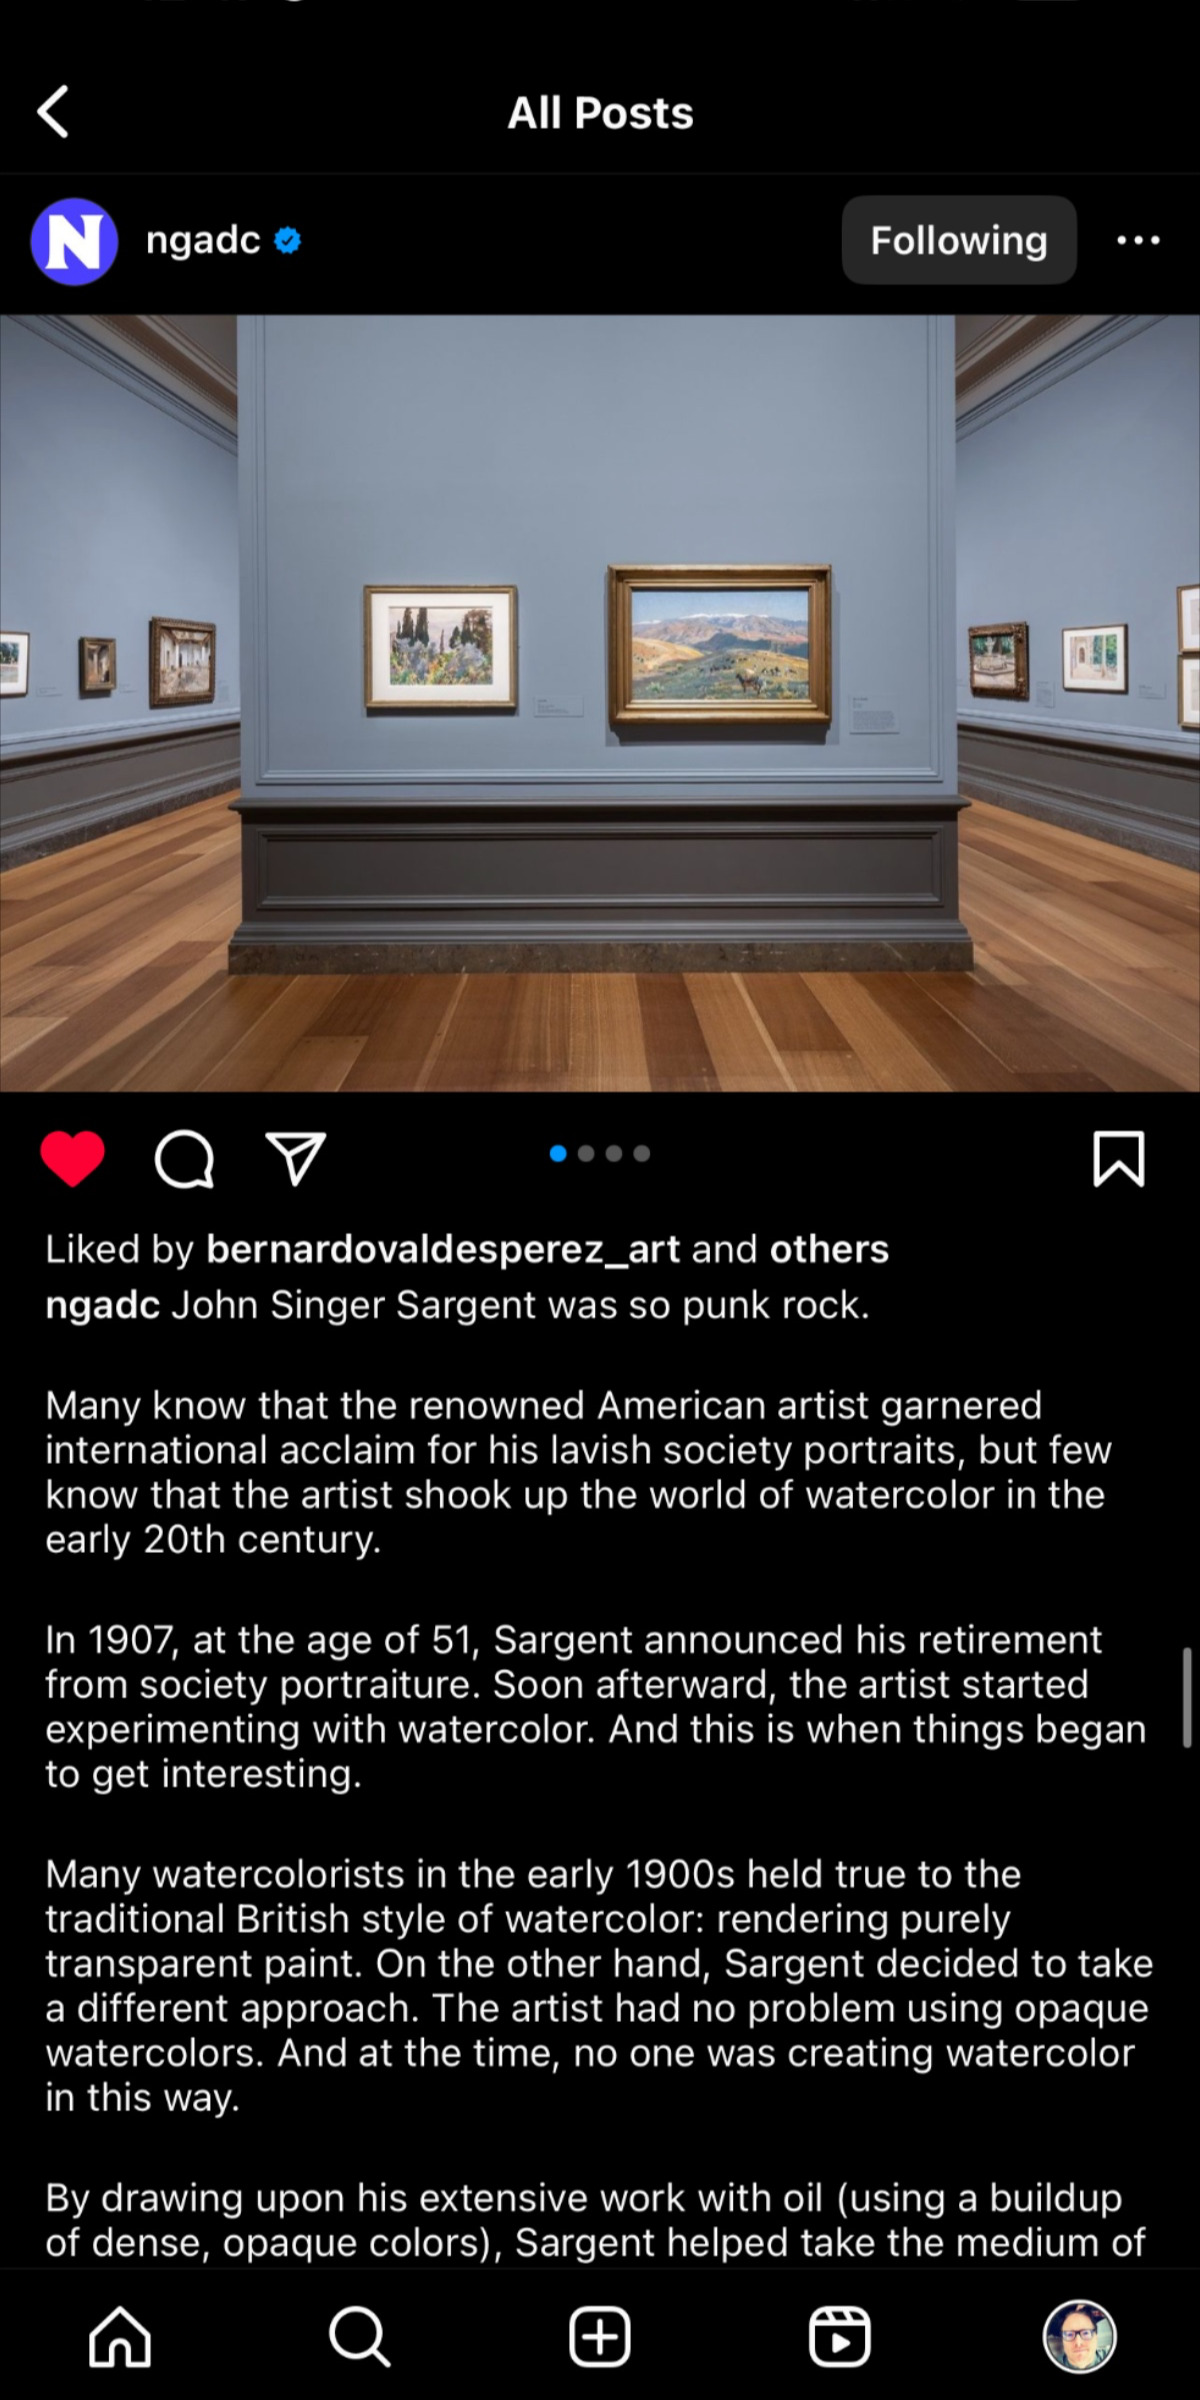 All Posts
N
ngadc
Following
Liked by bernardovaldesperez_art and others
ngadc John Singer Sargent was so punk rock.
Many know that the renowned American artist garnered
international acclaim for his lavish society portraits, but few
know that the artist shook up the world of watercolor in the
early 20th century.
In 1907, at the age of 51, Sargent announced his retirement
from society portraiture. Soon afterward, the artist started
experimenting with watercolor. And this is when things began
to get interesting.
Many watercolorists in the early 1900s held true to the
traditional British style of watercolor: rendering purely
transparent paint. On the other hand, Sargent decided to take
a different approach. The artist had no problem using opaque
watercolors. And at the time, no one was creating watercolor
in this way.
By drawing upon his extensive work with oil (using a buildup
of dense, opaque colors), Sargent helped take the medium of